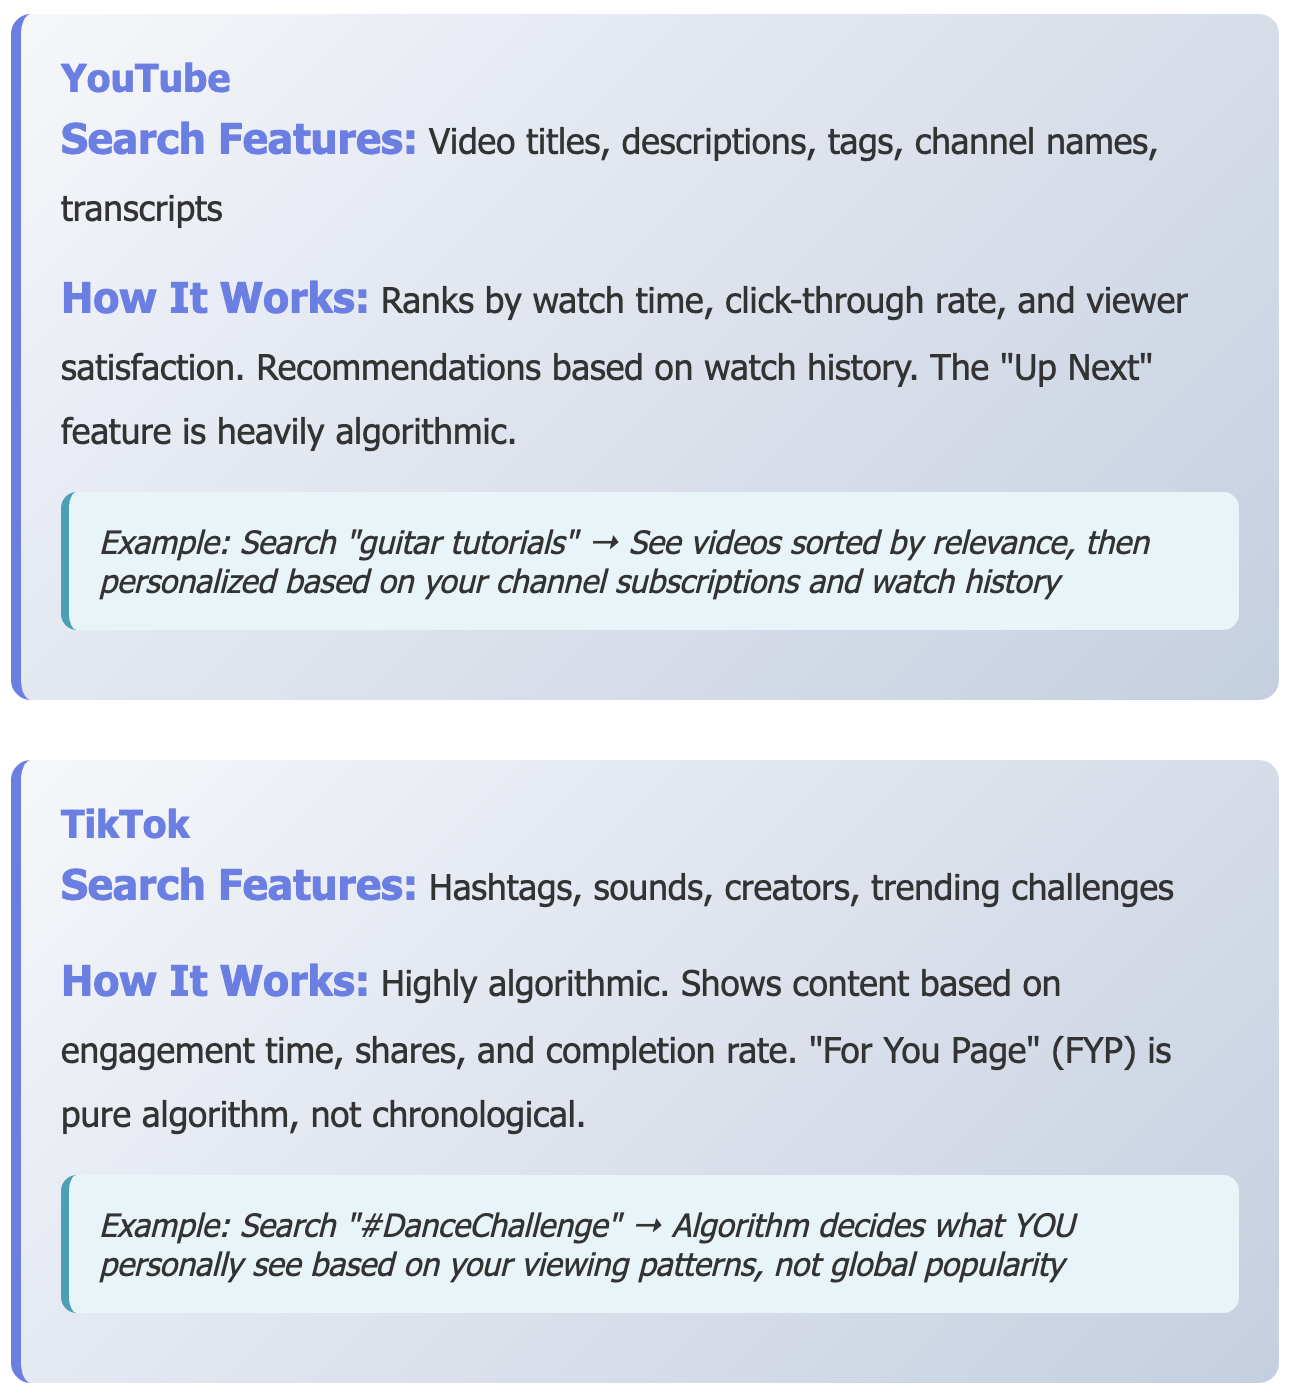 YouTube
Search Features: Video titles, descriptions, tags, channel names,
transcripts
How It Works: Ranks by watch time, click-through rate, and viewer
satisfaction. Recommendations based on watch history. The "Up Next"
feature is heavily algorithmic.
Example: Search "guitar tutorials" → See videos sorted by relevance, then
personalized based on your channel subscriptions and watch history
TikTok
Search Features: Hashtags, sounds, creators, trending challenges
How It Works: Highly algorithmic. Shows content based on
engagement time, shares, and completion rate. "For You Page" (FYP) is
pure algorithm, not chronological.
Example: Search "#DanceChallenge" → Algorithm decides what YOU
personally see based on your viewing patterns, not global popularity